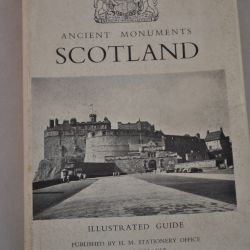 ANCIENT MONUMENTS
SCOTLAND
ILLUSTRATED GUIDE
PUBLISHED BY H. M. STATIONERY OFFICE